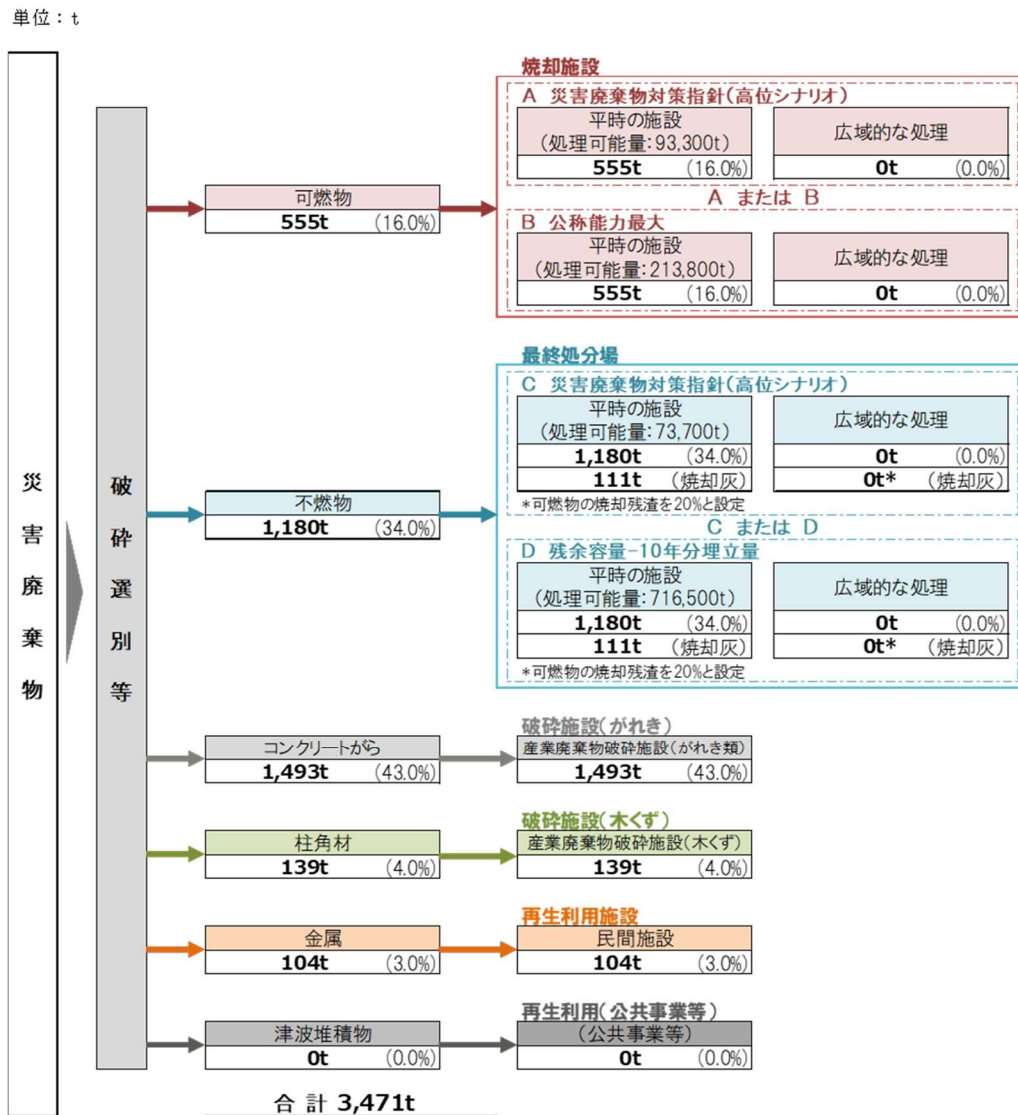 単位：t
災害廃棄物
破砕選別等
焼却施設
A 災害廃棄物対策指針(高位シナリオ)
平時の施設
(処理可能量:93,300t)
555t (16.0%)
広域的な処理
0t (0.0%)
A または B
可燃物
555t (16.0%)
B 公称能力最大
平時の施設
(処理可能量:213,800t)
555t (16.0%)
広域的な処理
0t (0.0%)
最終処分場
C 災害廃棄物対策指針(高位シナリオ)
平時の施設
(処理可能量:73,700t)
1,180t (34.0%)
111t (焼却灰)
広域的な処理
0t (0.0%)
0t* (焼却灰)
*可燃物の焼却残渣を20%と設定
C または D
不燃物
1,180t (34.0%)
D 残余容量-10年分埋立量
平時の施設
(処理可能量:716,500t)
1,180t (34.0%)
111t (焼却灰)
広域的な処理
0t (0.0%)
0t* (焼却灰)
*可燃物の焼却残渣を20%と設定
コンクリートがら
1,493t (43.0%)
破砕施設(がれき)
産業廃棄物破砕施設(がれき類)
1,493t (43.0%)
柱角材
139t (4.0%)
破砕施設(木くず)
産業廃棄物破砕施設(木くず)
139t (4.0%)
金属
104t (3.0%)
再生利用施設
民間施設
104t (3.0%)
津波堆積物
0t (0.0%)
再生利用(公共事業等)
(公共事業等)
0t (0.0%)
合計 3,471t